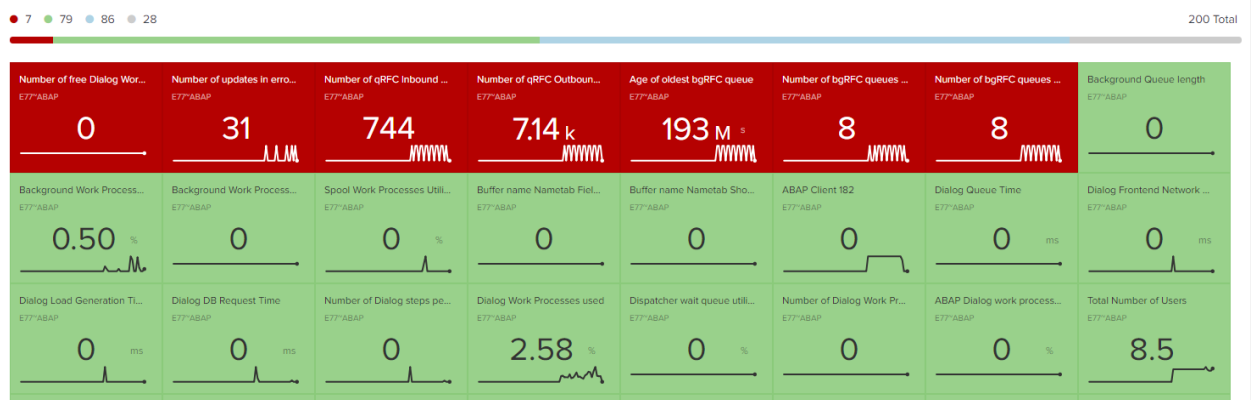 7 79 86 28 200 Total
Number of free Dialog Wor... Number of updates in erro... Number of qRFC Inbound ... Number of qRFC Outboun... Age of oldest bgRFC queue Number of bgRFC queues ... Number of bgRFC queues ... Background Queue length
E77~ABAP E77~ABAP E77~ABAP E77~ABAP E77~ABAP E77~ABAP E77~ABAP E77~ABAP
0 31 744 7.14 k 193 M s 8 8 0
Background Work Process... Background Work Process... Spool Work Processes Utili... Buffer name Nametab Fiel... Buffer name Nametab Sho... ABAP Client 182 Dialog Queue Time Dialog Frontend Network ...
E77~ABAP E77~ABAP E77~ABAP E77~ABAP E77~ABAP E77~ABAP E77~ABAP E77~ABAP
0.50 % 0 0 % 0 0 0 0 ms 0 ms
Dialog Load Generation Ti... Dialog DB Request Time Number of Dialog steps pe... Dialog Work Processes used Dispatcher wait queue utili... Number of Dialog Work Pr... ABAP Dialog work process... Total Number of Users
E77~ABAP E77~ABAP E77~ABAP E77~ABAP E77~ABAP E77~ABAP E77~ABAP E77~ABAP
0 ms 0 ms 0 2.58 % 0 % 0 0 % 8.5